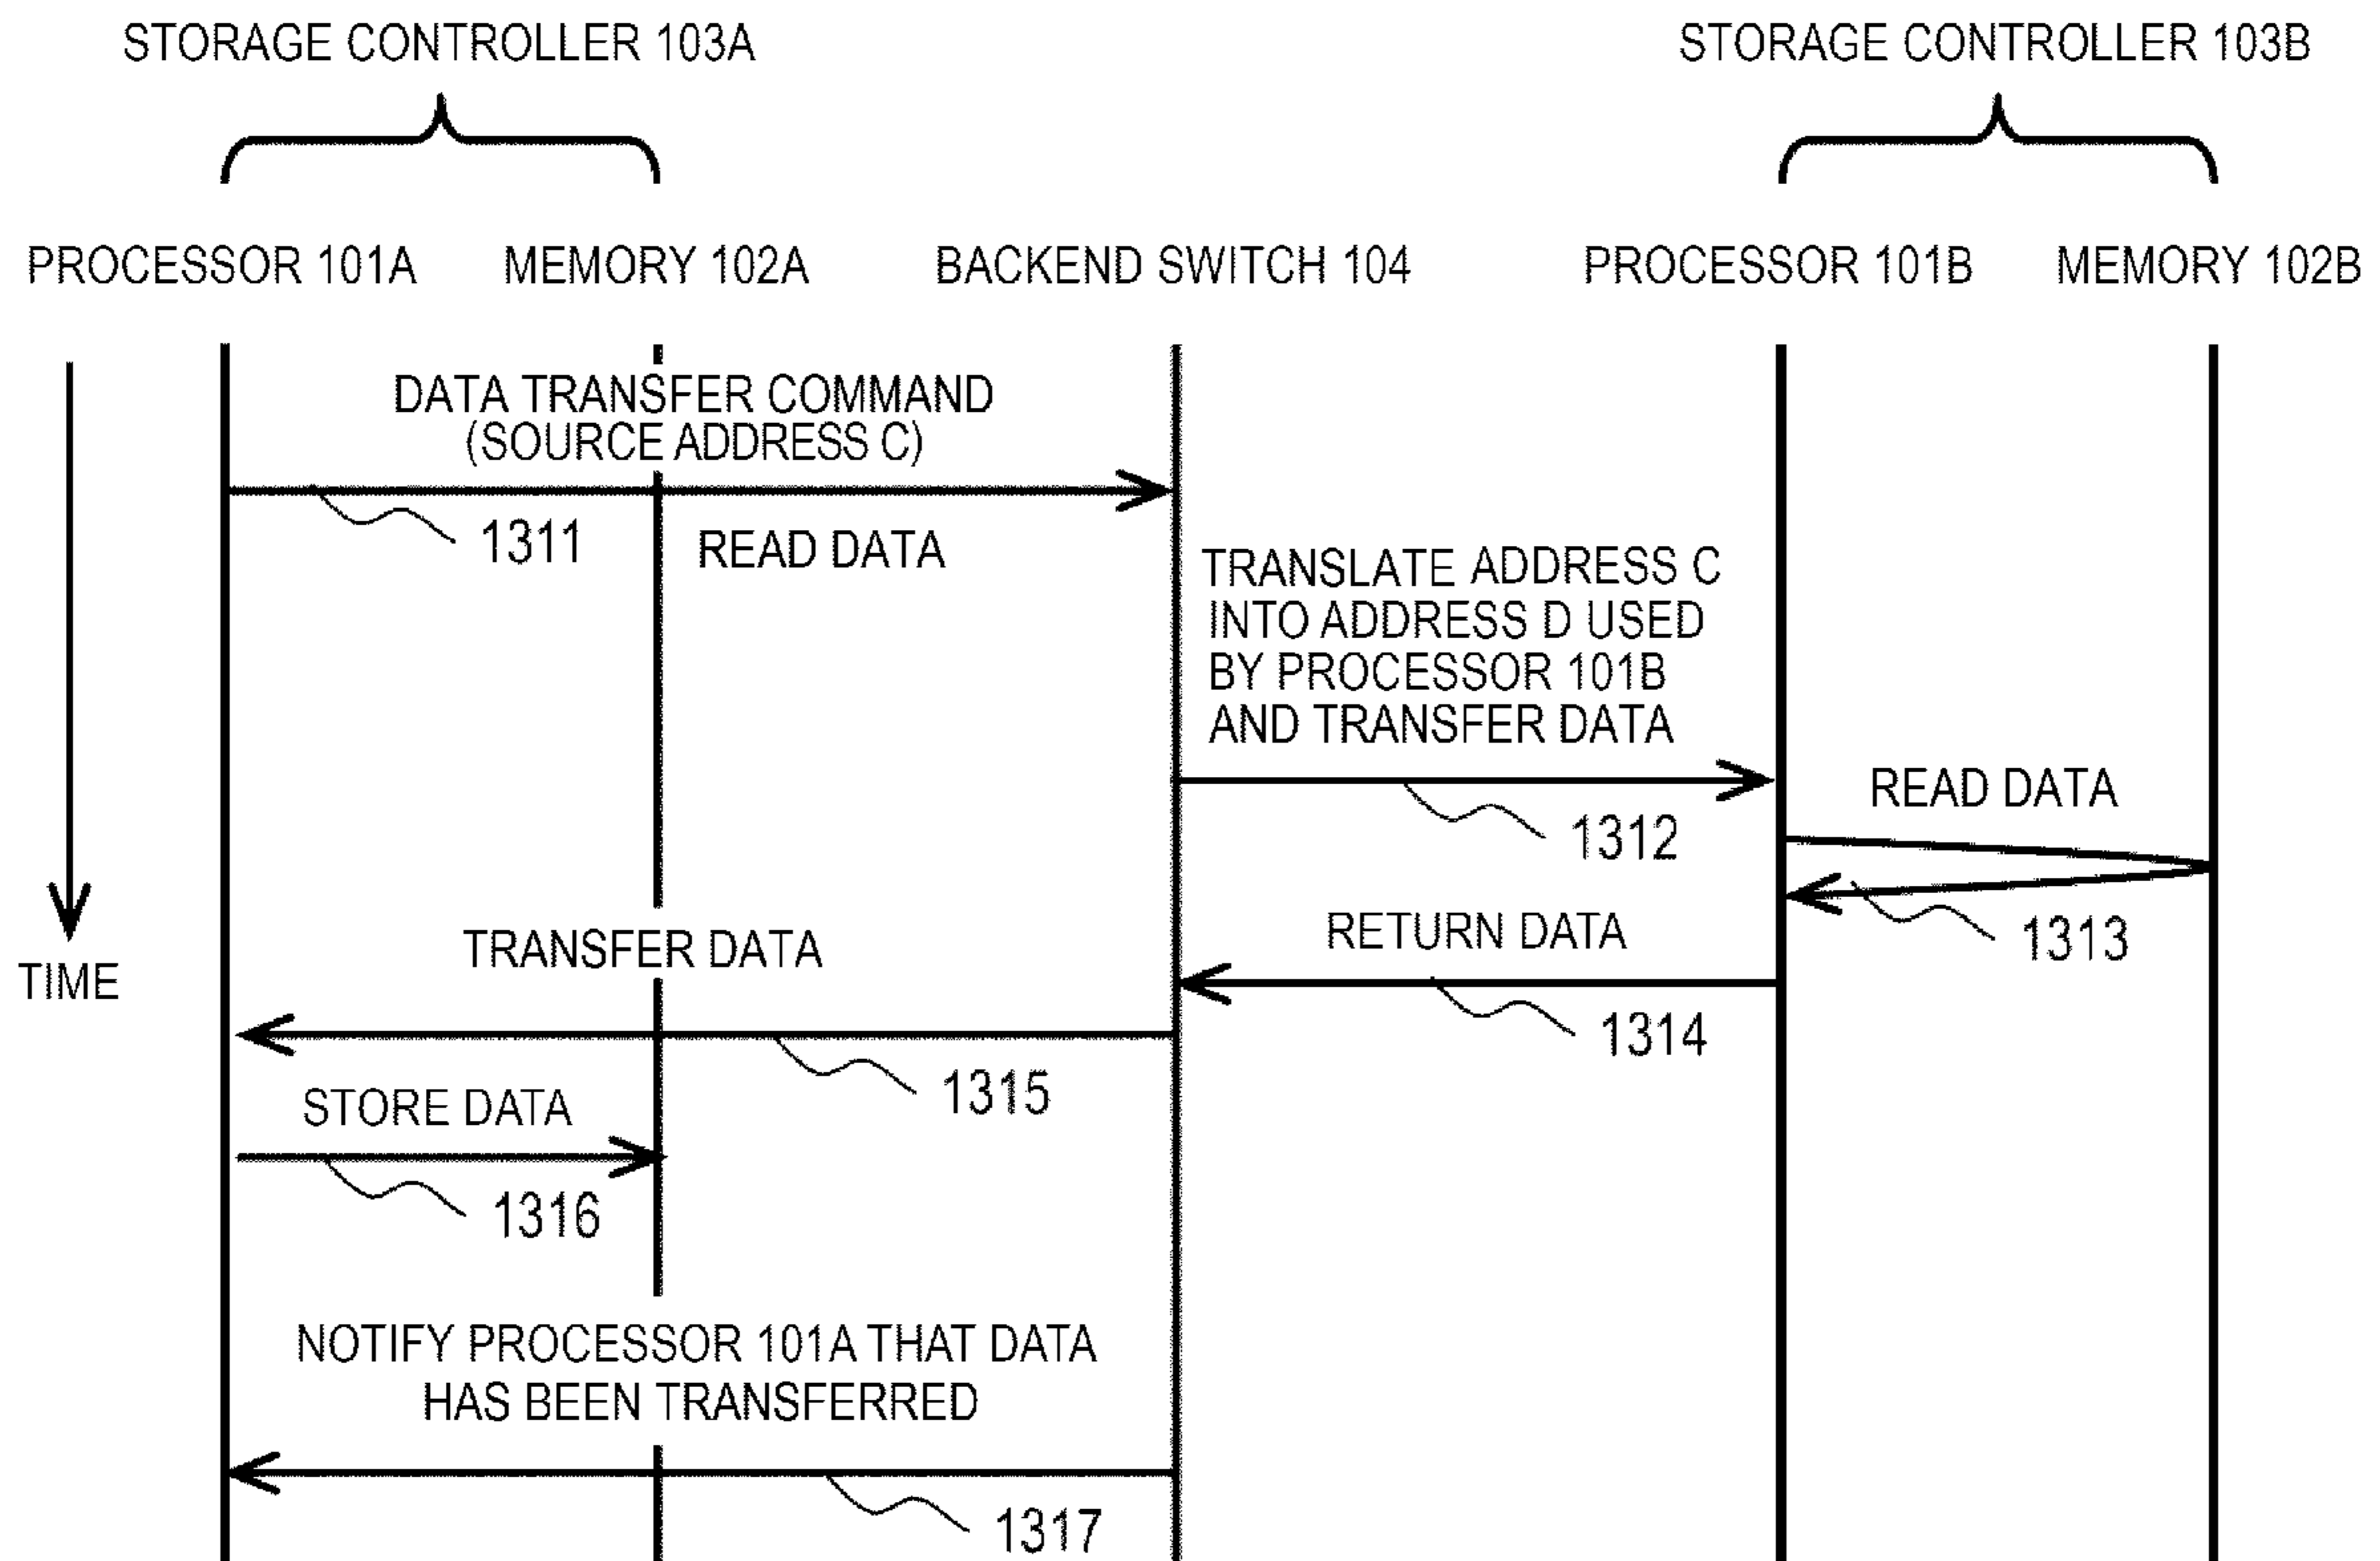 STORAGE CONTROLLER 103A
STORAGE CONTROLLER 103B
PROCESSOR 101A
MEMORY 102A
BACKEND SWITCH 104
PROCESSOR 101B
MEMORY 102B
DATA TRANSFER COMMAND
(SOURCE ADDRESS C)
1311
READ DATA
TRANSLATE ADDRESS C
INTO ADDRESS D USED
BY PROCESSOR 101B
AND TRANSFER DATA
1312
READ DATA
1313
RETURN DATA
1314
TRANSFER DATA
TIME
1315
STORE DATA
1316
NOTIFY PROCESSOR 101A THAT DATA
HAS BEEN TRANSFERRED
1317